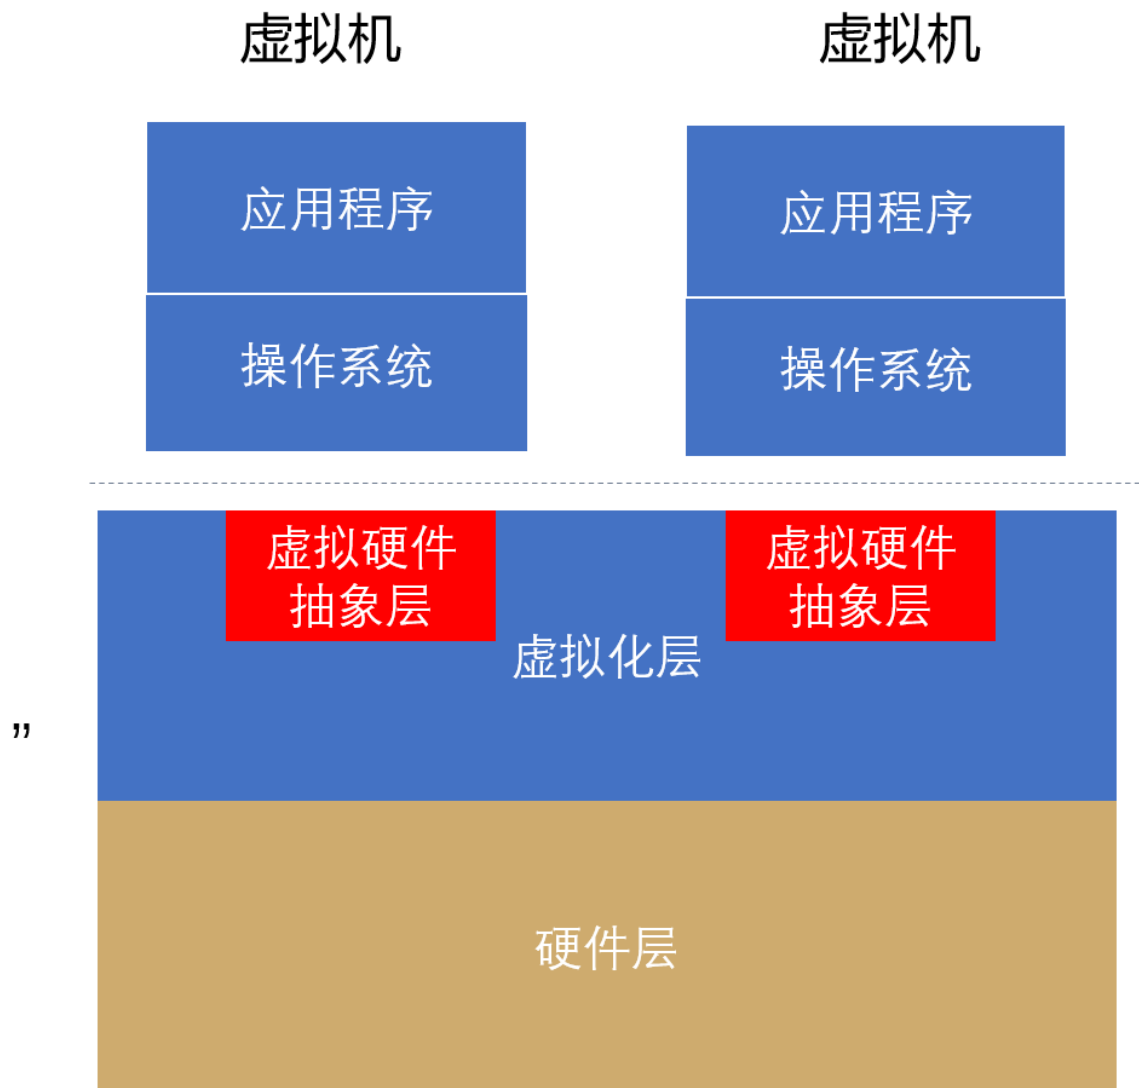 虚拟机
虚拟机
应用程序
应用程序
操作系统
操作系统
虚拟硬件
抽象层
虚拟硬件
抽象层
虚拟化层
”
硬件层